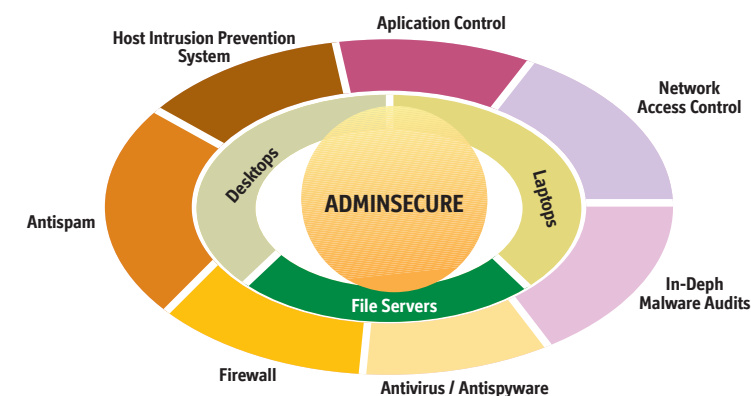 Aplication Control
Host Intrusion Prevention
System
Network
Access Control
Desktops
Laptops
ADMINSECURE
Antispam
In-Deph
Malware Audits
File Servers
Firewall
Antivirus / Antispyware